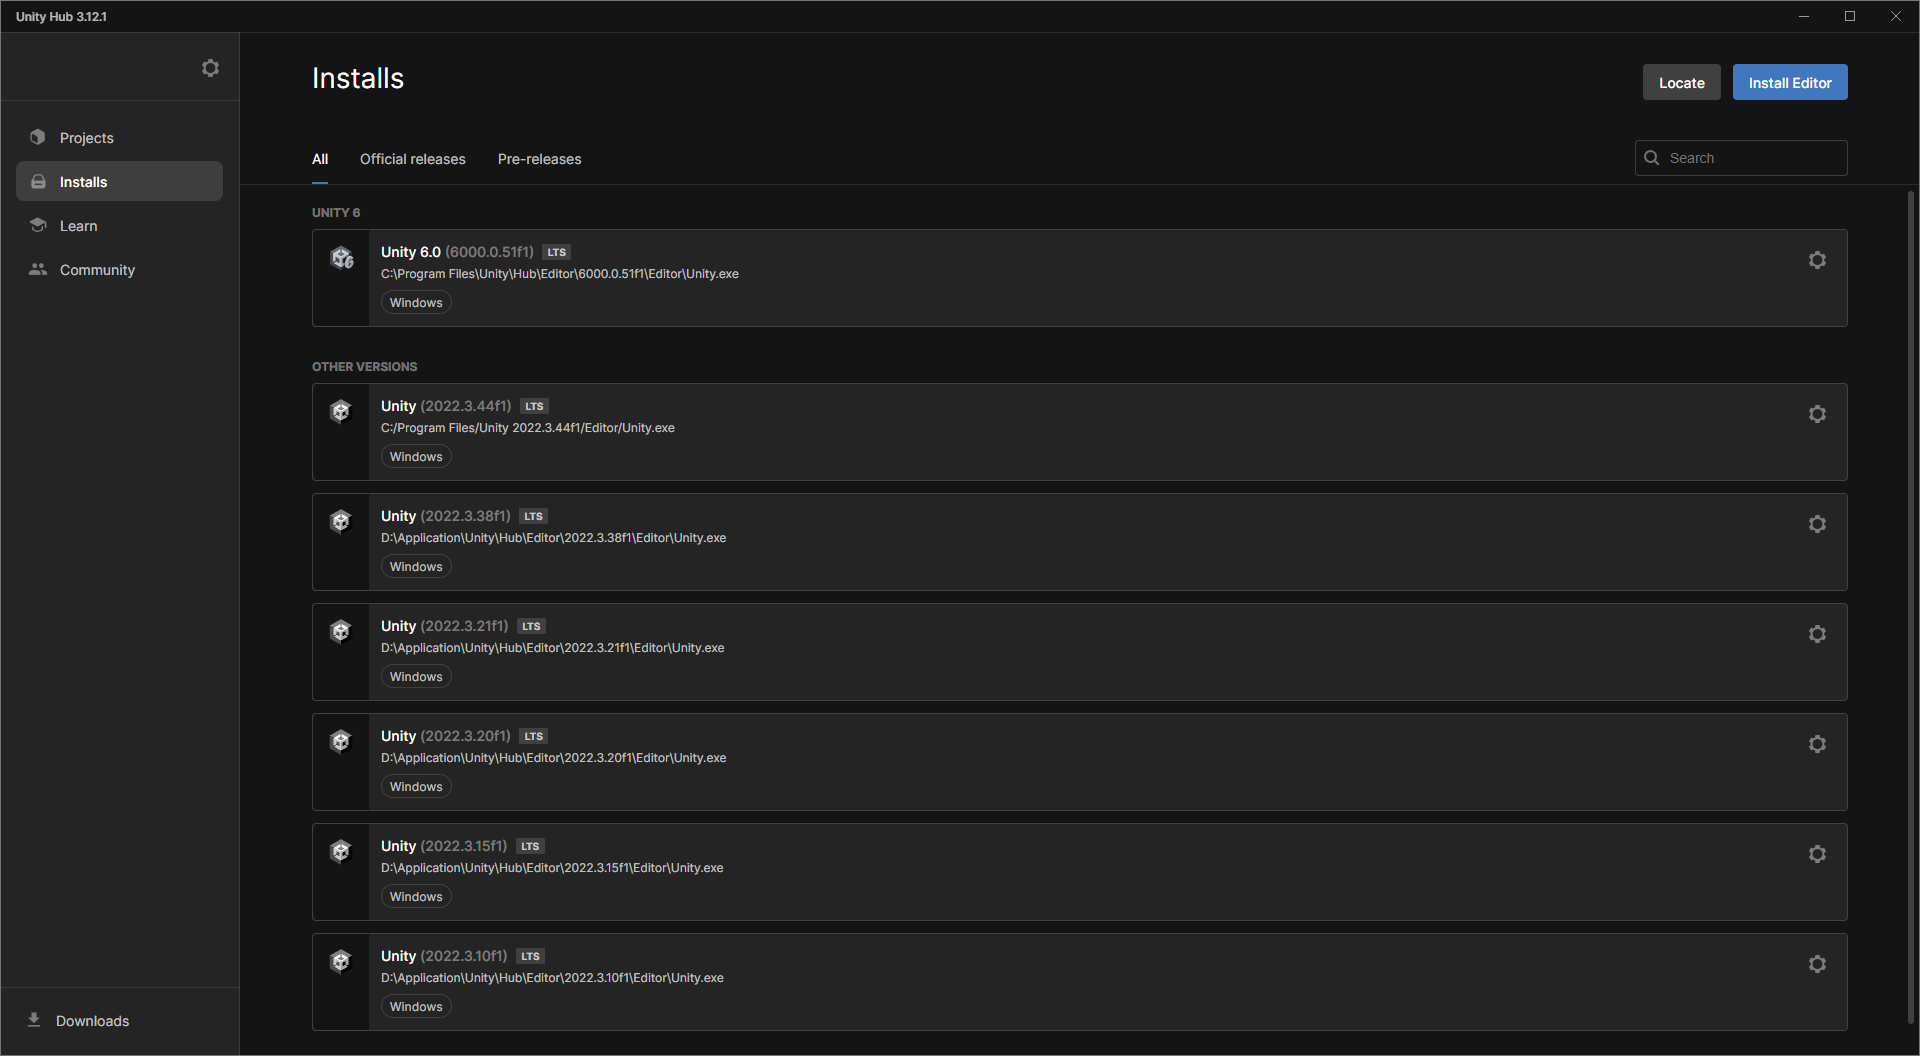 Unity Hub 3.12.1
Projects
Installs
Learn
Community
Downloads
Installs
Locate
Install Editor
All
Official releases
Pre-releases
Search
UNITY 6
Unity 6.0 (6000.0.51f1) LTS
C:\Program Files\Unity\Hub\Editor\6000.0.51f1\Editor\Unity.exe
Windows
OTHER VERSIONS
Unity (2022.3.44f1) LTS
C:/Program Files/Unity 2022.3.44f1/Editor/Unity.exe
Windows
Unity (2022.3.38f1) LTS
D:\Application\Unity\Hub\Editor\2022.3.38f1\Editor\Unity.exe
Windows
Unity (2022.3.21f1) LTS
D:\Application\Unity\Hub\Editor\2022.3.21f1\Editor\Unity.exe
Windows
Unity (2022.3.20f1) LTS
D:\Application\Unity\Hub\Editor\2022.3.20f1\Editor\Unity.exe
Windows
Unity (2022.3.15f1) LTS
D:\Application\Unity\Hub\Editor\2022.3.15f1\Editor\Unity.exe
Windows
Unity (2022.3.10f1) LTS
D:\Application\Unity\Hub\Editor\2022.3.10f1\Editor\Unity.exe
Windows